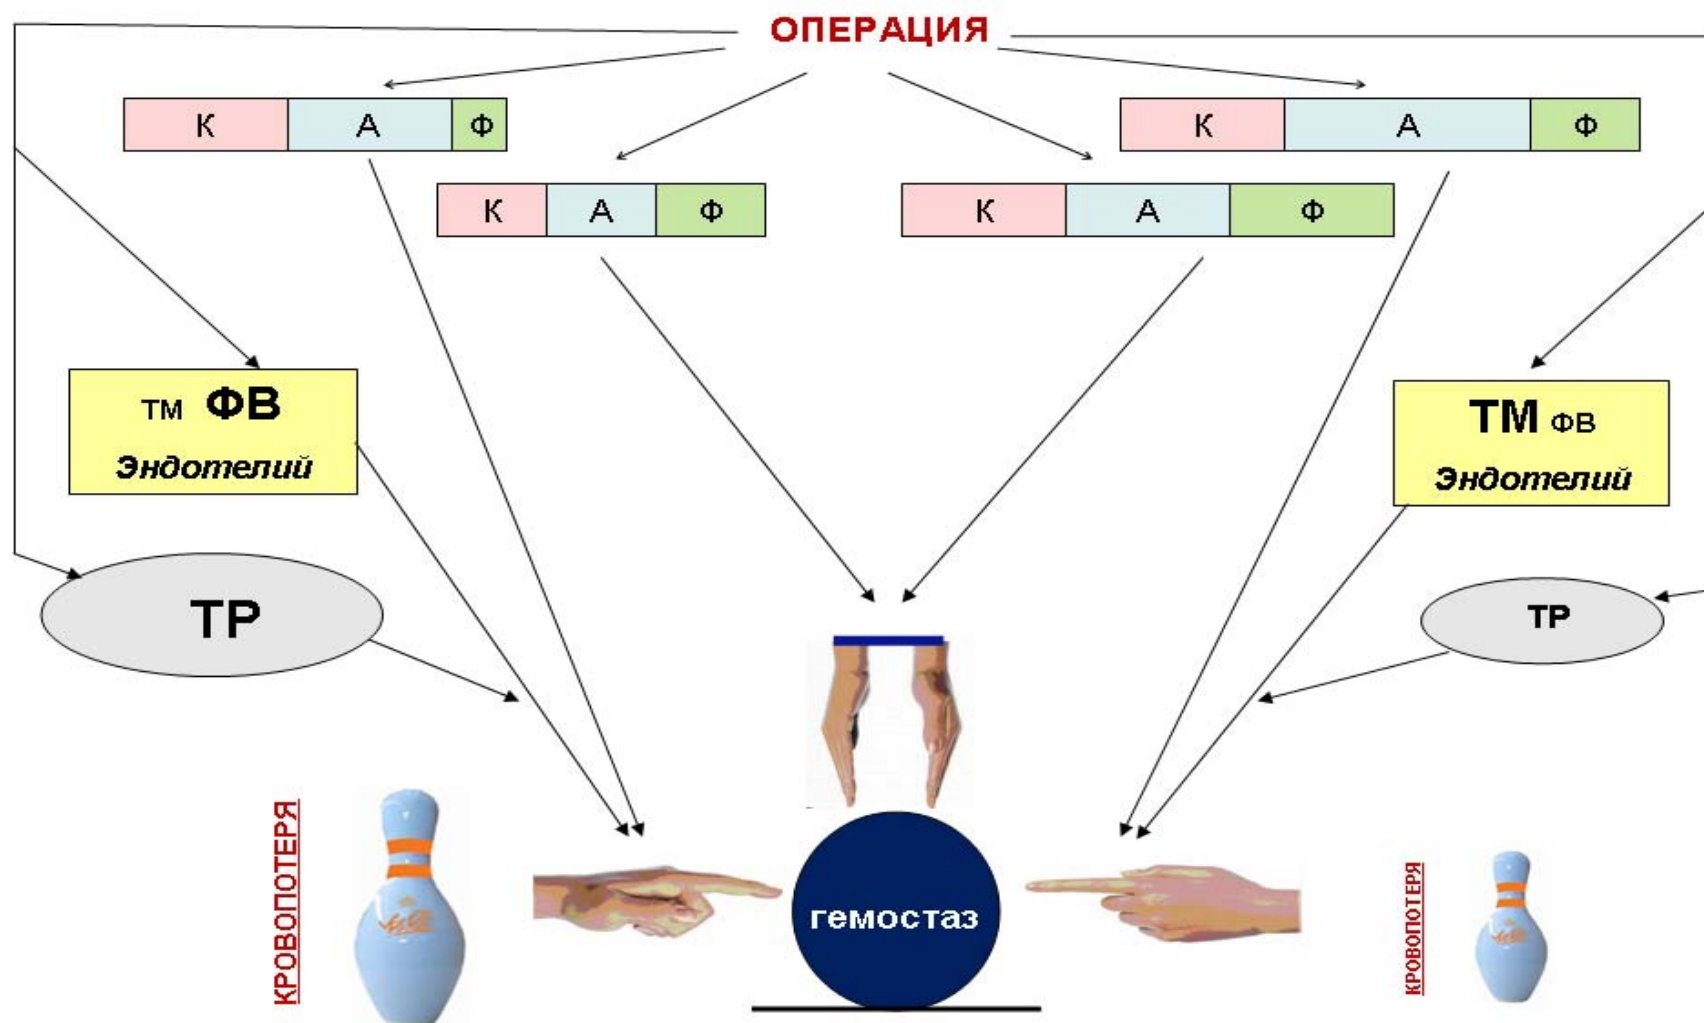 ОПЕРАЦИЯ
К А Ф
К А Ф
К А Ф
К А Ф
ТМ ФВ
Эндотелий
ТМ ФВ
Эндотелий
ТР
ТР
КРОВОПОТЕРЯ
гемостаз
КРОВОПОТЕРЯ